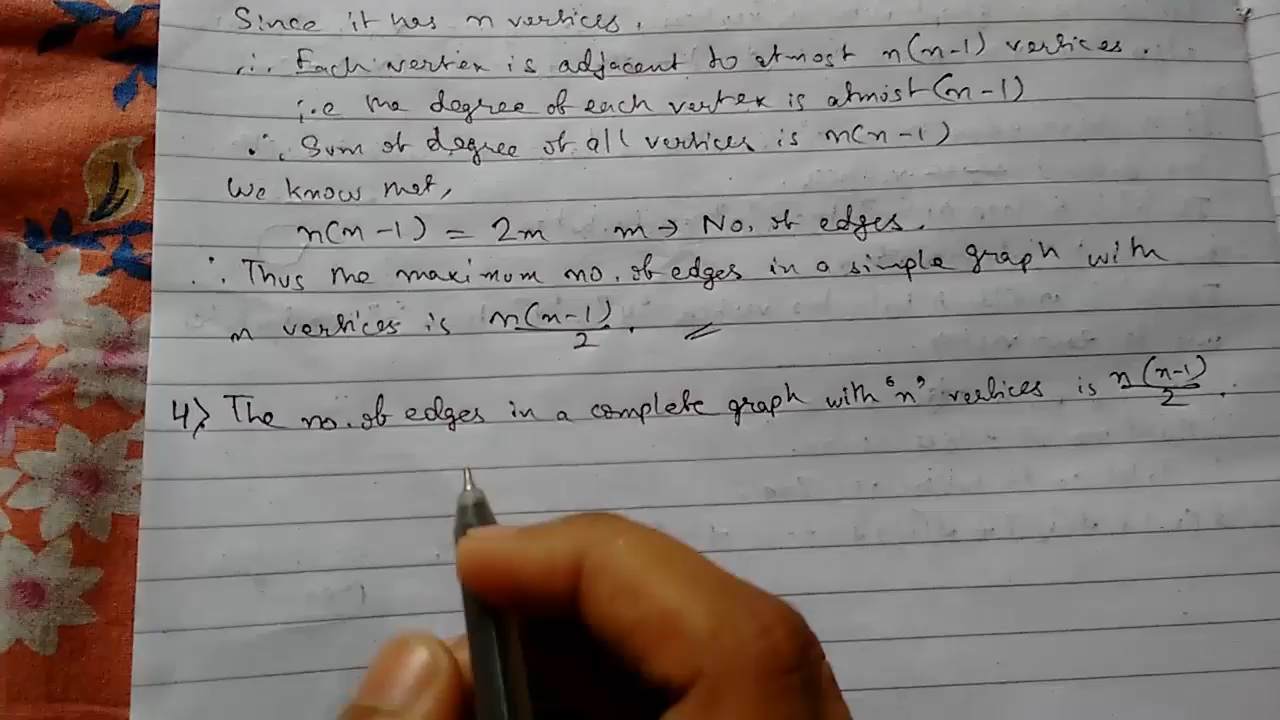 Since it has n vertices.
∴ Each vertex is adjacent to atmost n(n-1) vertices.
i.e the degree of each vertex is atmost (n-1)
∴ Sum of degree of all vertices is n(n-1)
We know that,
n(n-1) = 2m m → No. of edges.
∴ Thus the maximum no. of edges in a simple graph with
n vertices is n(n-1)/2.
4) The no. of edges in a complete graph with 'n' vertices is n(n-1)/2.